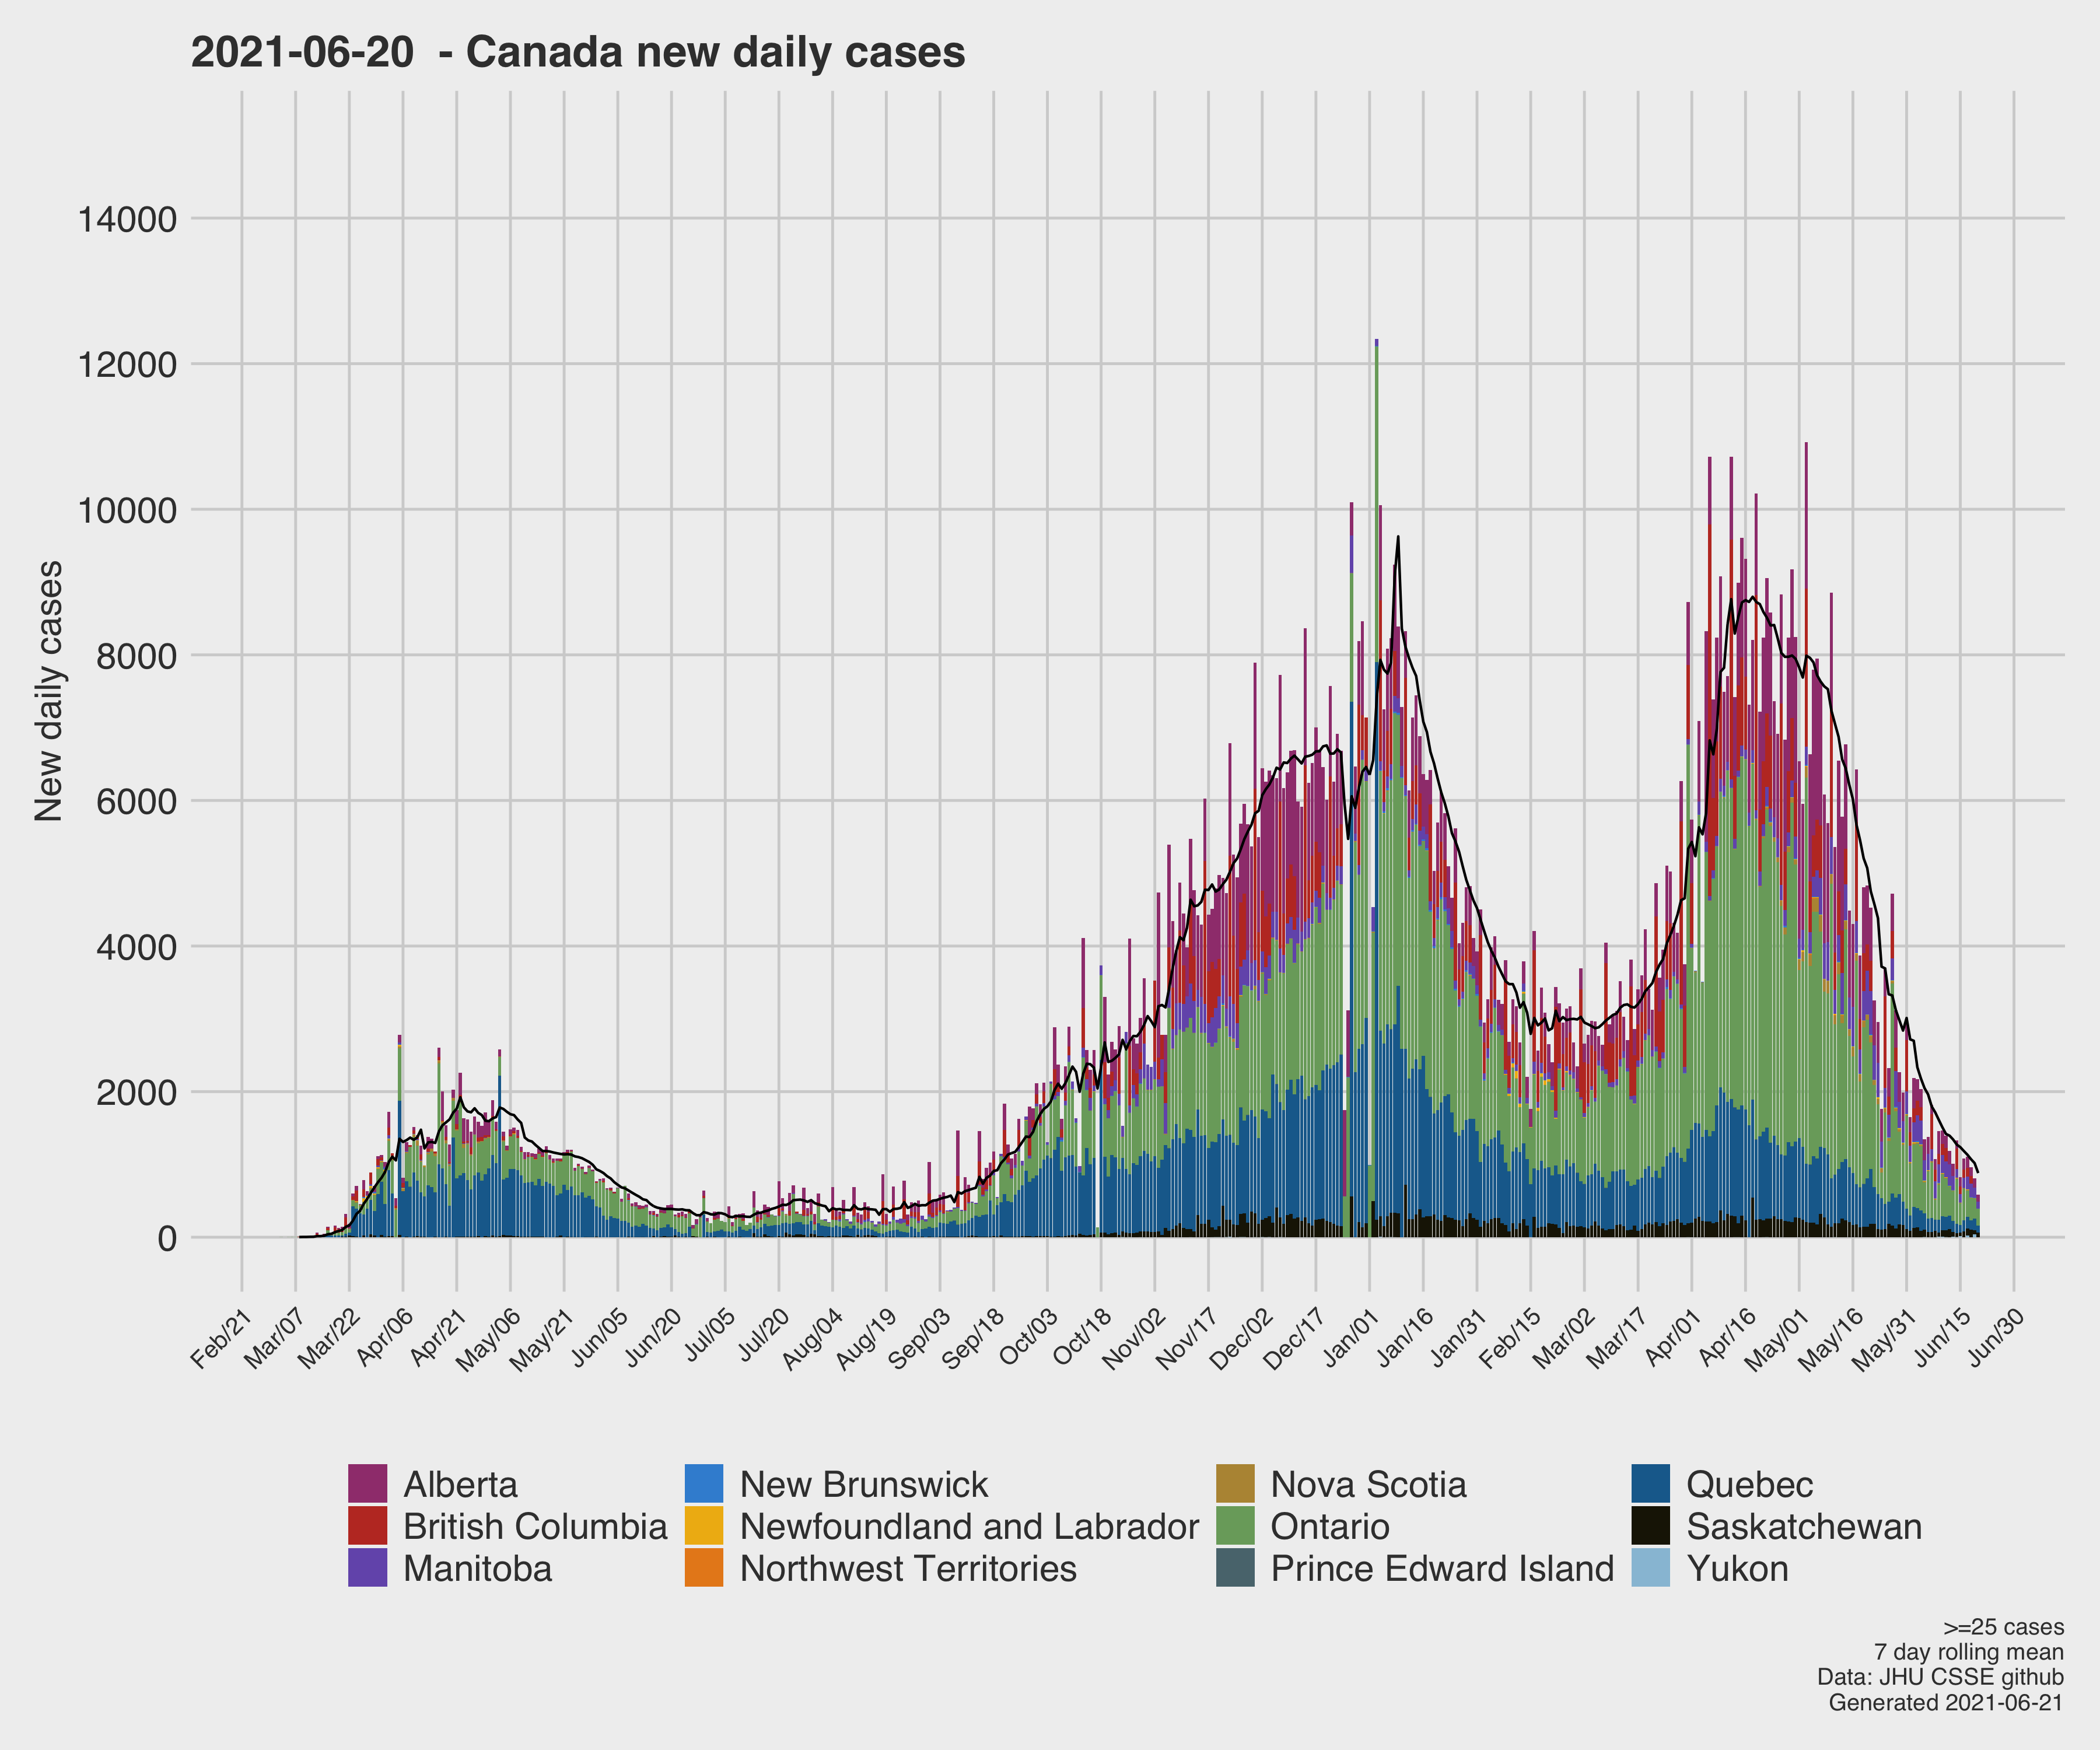 2021-06-20 - Canada new daily cases
New daily cases
14000
12000
10000
8000
6000
4000
2000
0
Feb/21
Mar/07
Mar/22
Apr/06
Apr/21
May/06
May/21
Jun/05
Jun/20
Jul/05
Jul/20
Aug/04
Aug/19
Sep/03
Sep/18
Oct/03
Oct/18
Nov/02
Nov/17
Dec/02
Dec/17
Jan/01
Jan/16
Jan/31
Feb/15
Mar/02
Mar/17
Apr/01
Apr/16
May/01
May/16
May/31
Jun/15
Jun/30
Alberta
British Columbia
Manitoba
New Brunswick
Newfoundland and Labrador
Northwest Territories
Nova Scotia
Ontario
Prince Edward Island
Quebec
Saskatchewan
Yukon
>=25 cases
7 day rolling mean
Data: JHU CSSE github
Generated 2021-06-21